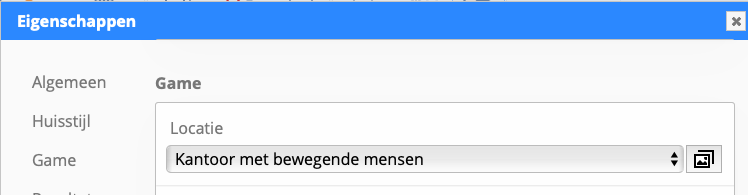 Eigenschappen
Algemeen
Huisstijl
Game
Game
Locatie
Kantoor met bewegende mensen